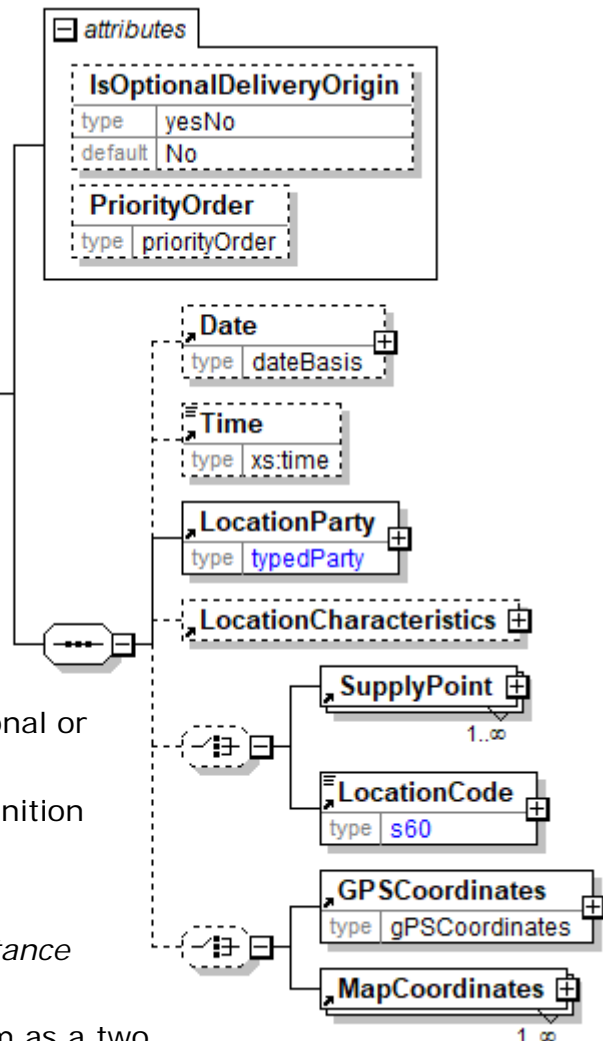 attributes
IsOptionalDeliveryOrigin
type yesNo
default No
PriorityOrder
type priorityOrder
Date
type dateBasis
Time
type xs:time
LocationParty
type typedParty
LocationCharacteristics
SupplyPoint
1..∞
onal or
LocationCode
type s60
nition
GPSCoordinates
type gPSCoordinates
tance
MapCoordinates
1..∞
m as a two